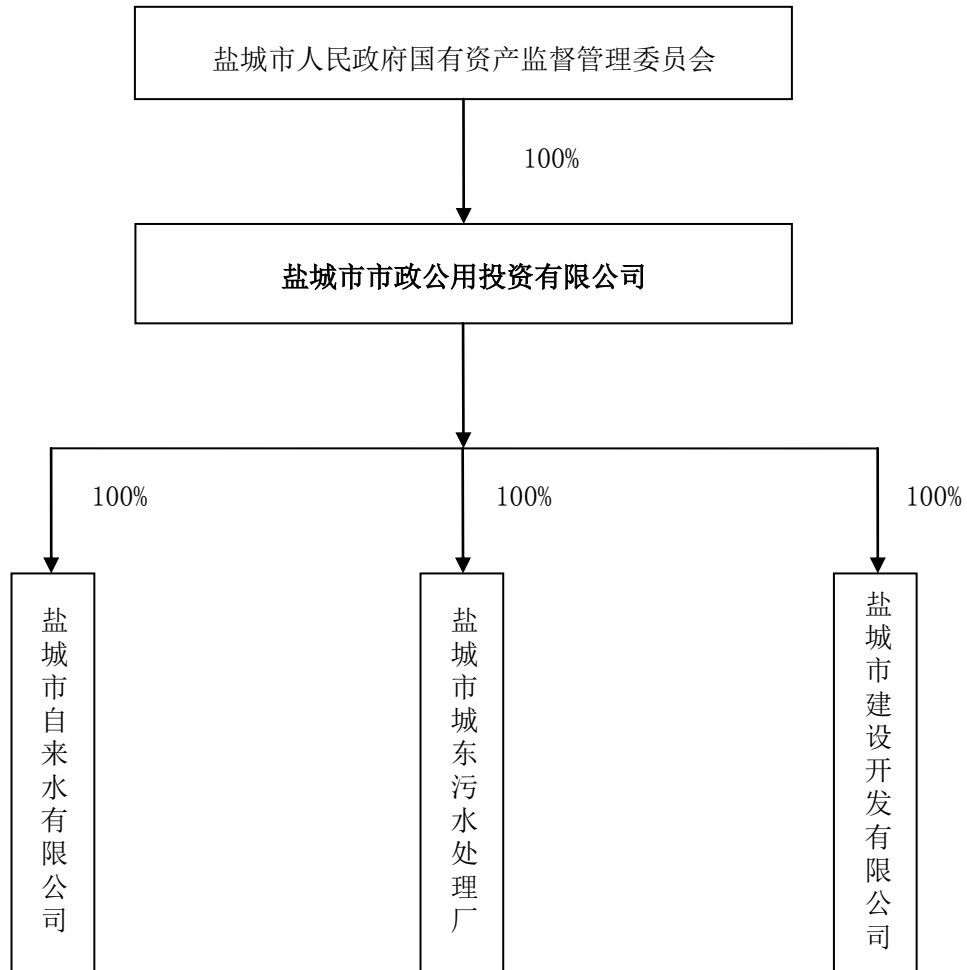 盐城市人民政府国有资产监督管理委员会
100%
盐城市市政公用投资有限公司
100%
100%
100%
盐城市自来水有限公司
盐城市城东污水处理厂
盐城市建设开发有限公司